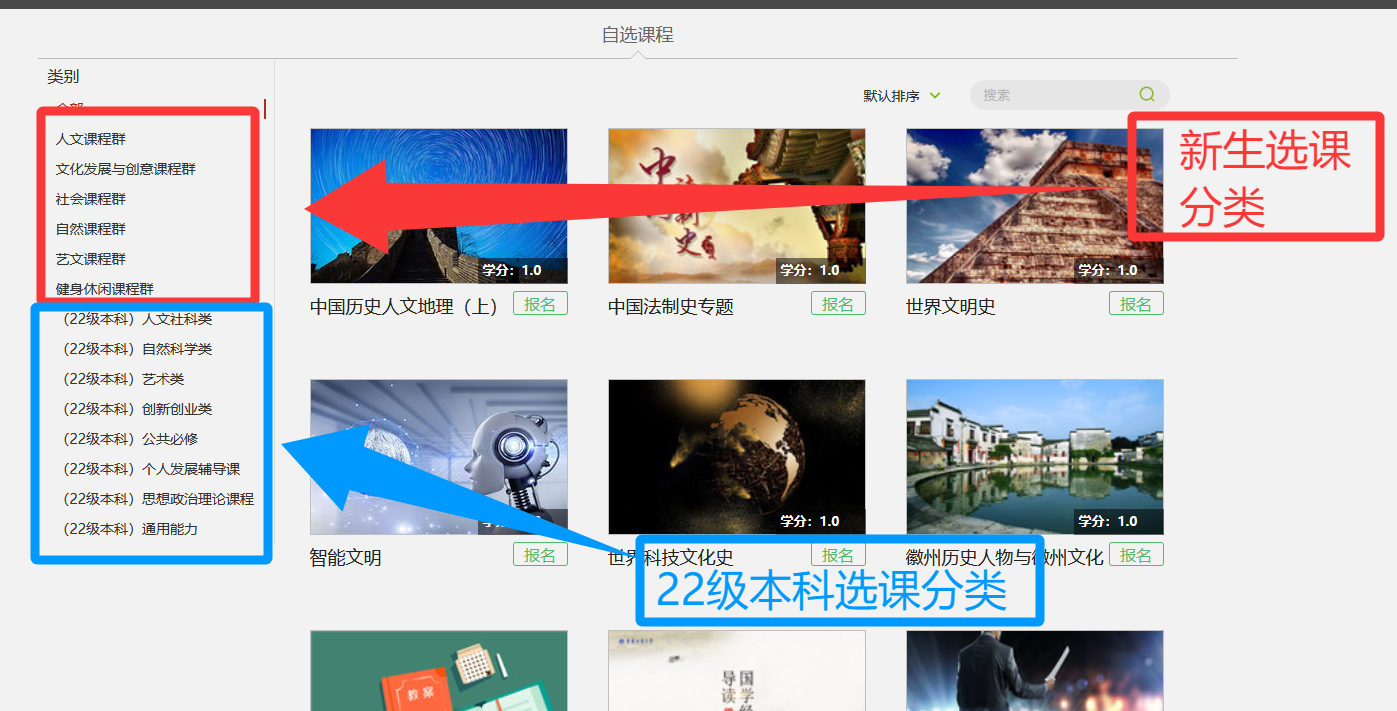 自选课程
类别
全部
人文课程群
文化发展与创意课程群
社会课程群
自然课程群
艺文课程群
健身休闲课程群
（22级本科）人文社科类
（22级本科）自然科学类
（22级本科）艺术类
（22级本科）创新创业类
（22级本科）公共必修
（22级本科）个人发展辅导课
（22级本科）思想政治理论课程
（22级本科）通用能力
默认排序
搜索
新生选课
分类
学分：1.0
中国历史人文地理（上）
报名
学分：1.0
中国法制史专题
报名
学分：1.0
世界文明史
报名
智能文明
报名
学分：1.0
世界科技文化史
报名
学分：1.0
徽州历史人物与徽州文化
报名
22级本科选课分类
教案
国学经
导读